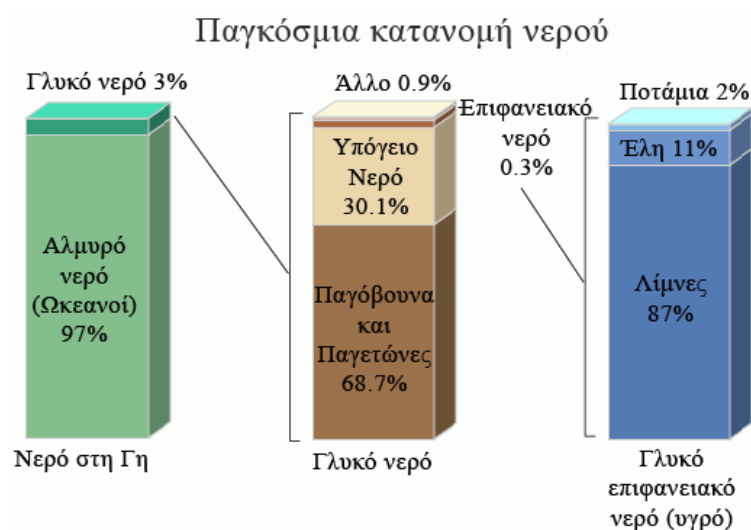 Παγκόσμια κατανομή νερού
Γλυκό νερό 3%
Αλμυρό
νερό
(Ωκεανοί)
97%
Νερό στη Γη
Άλλο 0.9%
Υπόγειο
Νερό
30.1%
Παγόβουνα
και
Παγετώνες
68.7%
Γλυκό νερό
Επιφανειακό
νερό
0.3%
Ποτάμια 2%
Έλη 11%
Λίμνες
87%
Γλυκό
επιφανειακό
νερό (υγρό)